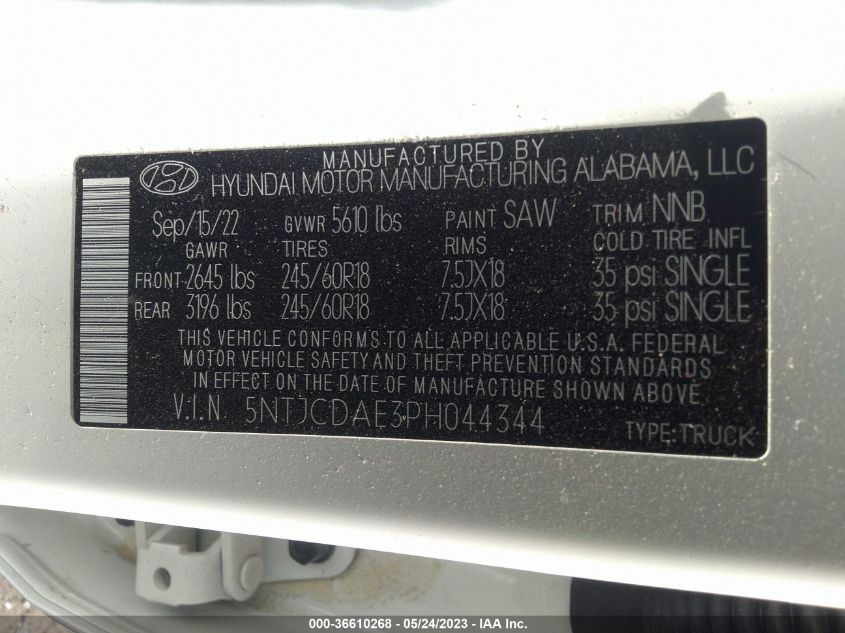 MANUFACTURED BY
HYUNDAI MOTOR MANUFACTURING ALABAMA, LLC
Sep/15/22 GVWR 5610 lbs PAINT SAW TRIM NNB
GAWR TIRES RIMS COLD TIRE INFL
FRONT 2645 lbs 245/60R18 7.5JX18 35 psi SINGLE
REAR 3196 lbs 245/60R18 7.5JX18 35 psi SINGLE
THIS VEHICLE CONFORMS TO ALL APPLICABLE U.S.A. FEDERAL
MOTOR VEHICLE SAFETY AND THEFT PREVENTION STANDARDS
IN EFFECT ON THE DATE OF MANUFACTURE SHOWN ABOVE.
V.I.N. 5NTJCDAE3PH044344 TYPE:TRUCK
000-36610268 - 05/24/2023 - IAA Inc.